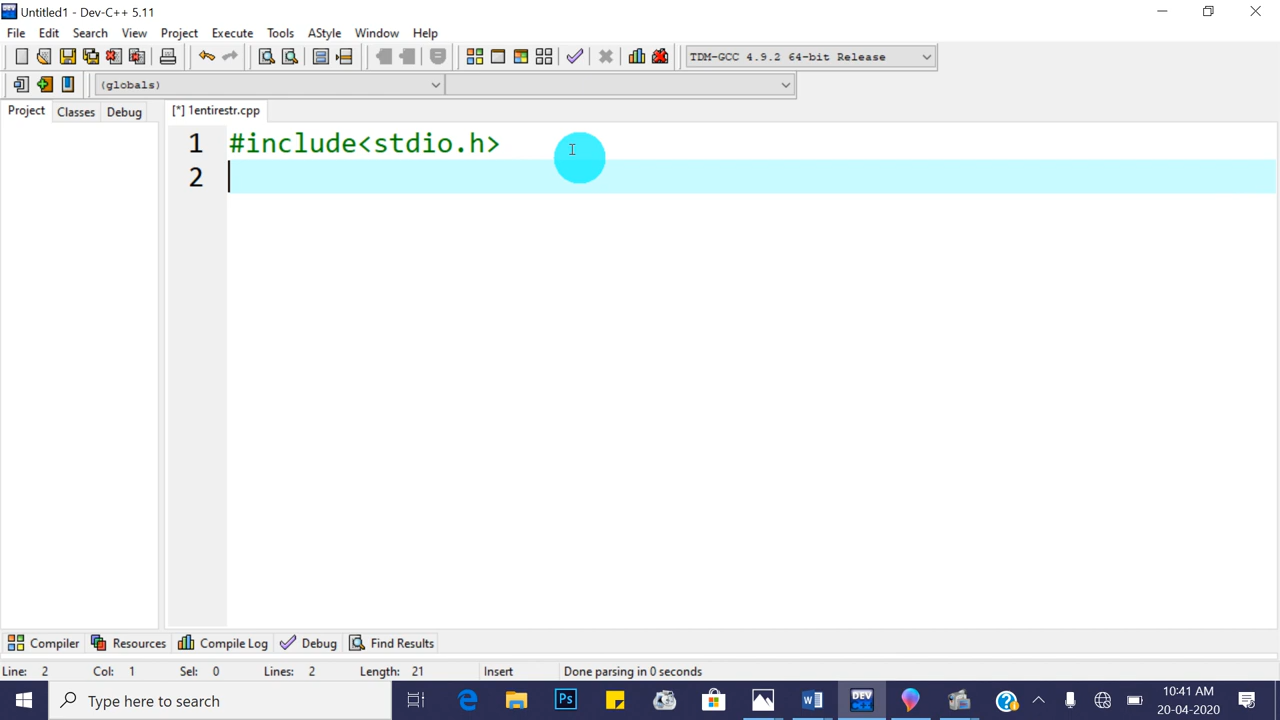 Untitled1 - Dev-C++ 5.11
File Edit Search View Project Execute Tools AStyle Window Help
TDM-GCC 4.9.2 64-bit Release
(globals)
Project Classes Debug [*] 1entirestr.cpp
1 #include<stdio.h>
2
Compiler Resources Compile Log Debug Find Results
Line: 2 Col: 1 Sel: 0 Lines: 2 Length: 21 Insert Done parsing in 0 seconds
Type here to search Ps W DEV C++ 10:41 AM
20-04-2020